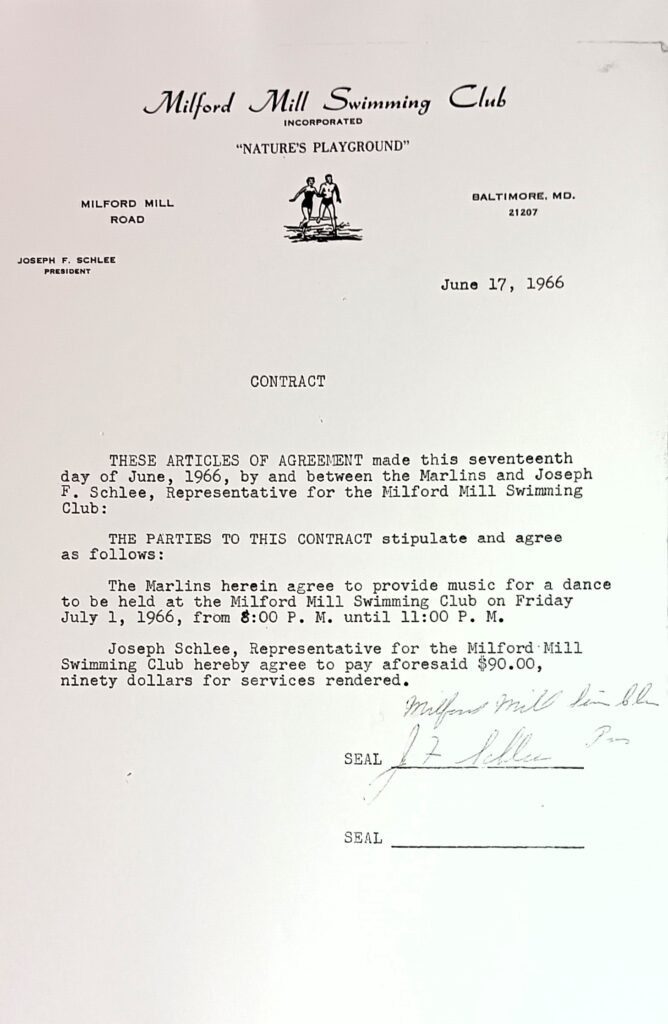 Milford Mill Swimming Club
INCORPORATED
"NATURE'S PLAYGROUND"
MILFORD MILL
ROAD
BALTIMORE, MD.
21207
JOSEPH F. SCHLEE
PRESIDENT
June 17, 1966
CONTRACT
THESE ARTICLES OF AGREEMENT made this seventeenth
day of June, 1966, by and between the Marlins and Joseph
F. Schlee, Representative for the Milford Mill Swimming
Club:
THE PARTIES TO THIS CONTRACT stipulate and agree
as follows:
The Marlins herein agree to provide music for a dance
to be held at the Milford Mill Swimming Club on Friday
July 1, 1966, from 8:00 P. M. until 11:00 P. M.
Joseph Schlee, Representative for the Milford Mill
Swimming Club hereby agree to pay aforesaid $90.00,
ninety dollars for services rendered.
Milford Mill
SEAL J F Schlee
SEAL